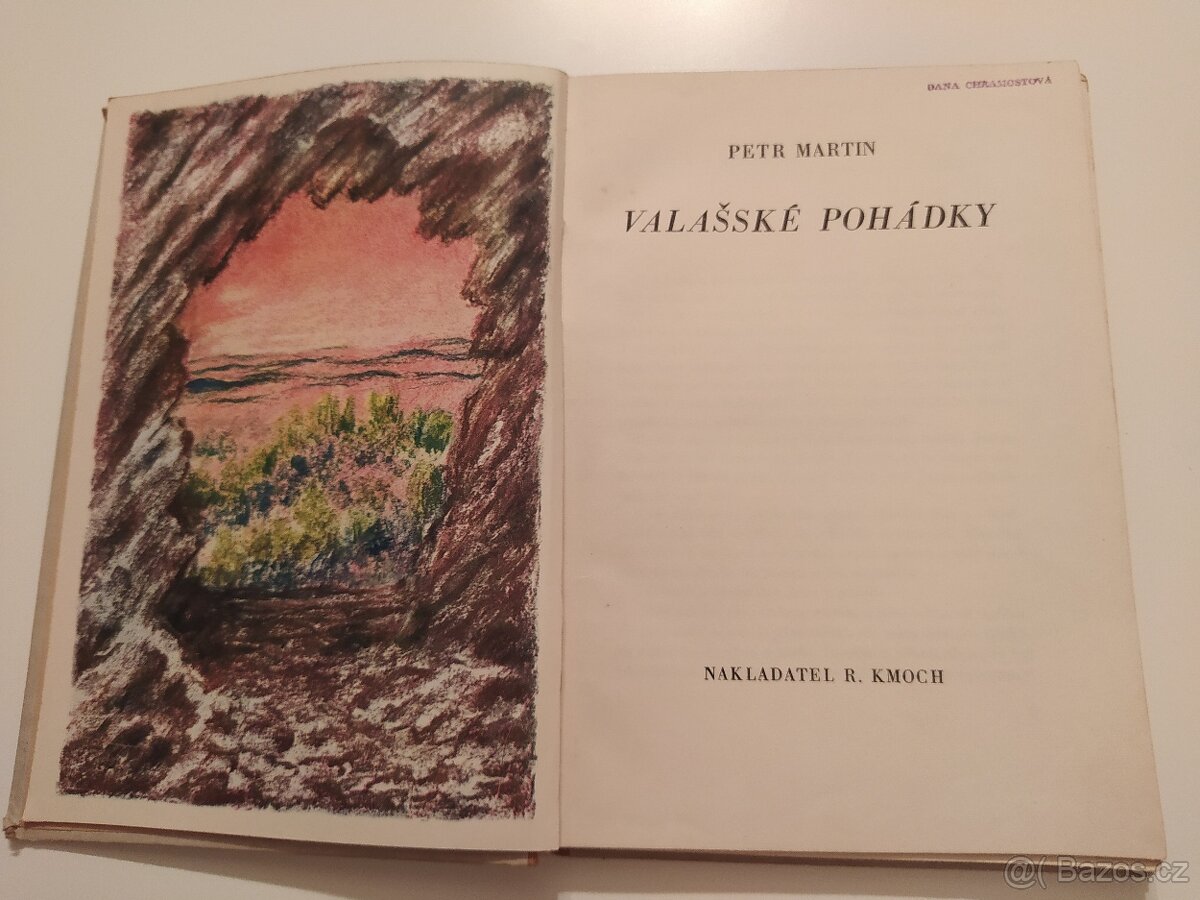 DANA CHRAMOSTOVÁ
PETR MARTIN
VALAŠSKÉ POHÁDKY
NAKLADATEL R. KMOCH
@( Bazos.cz